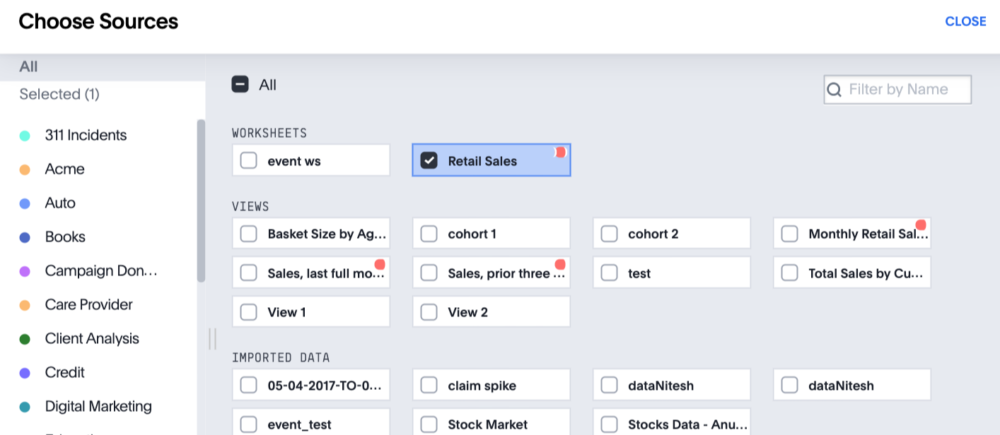 Choose Sources
CLOSE
All
Selected (1)
311 Incidents
Acme
Auto
Books
Campaign Don...
Care Provider
Client Analysis
Credit
Digital Marketing
All
Filter by Name
WORKSHEETS
event ws
Retail Sales
VIEWS
Basket Size by Ag...
cohort 1
cohort 2
Monthly Retail Sal...
Sales, last full mo...
Sales, prior three ...
test
Total Sales by Cu...
View 1
View 2
IMPORTED DATA
05-04-2017-TO-0...
claim spike
dataNitesh
dataNitesh
event_test
Stock Market
Stocks Data - Anu...